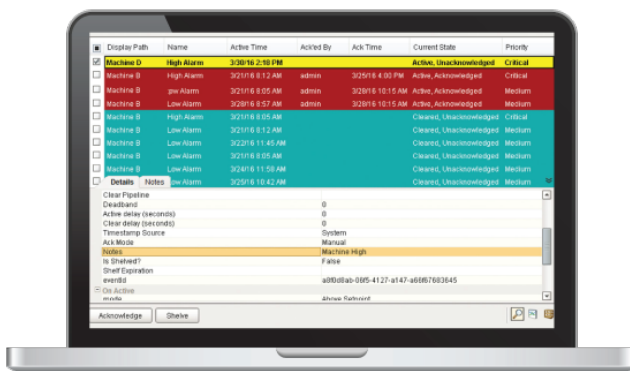 Display Path Name Active Time Ack'ed By Ack Time Current State Priority
Machine D High Alarm 3/30/16 2:18 PM Active, Unacknowledged Critical
Machine B High Alarm 3/21/16 8:12 AM admin 3/25/16 4:00 PM Active, Acknowledged Critical
Machine B ow Alarm 3/21/16 8:05 AM admin 3/28/16 10:15 AM Active, Acknowledged Medium
Machine B Low Alarm 3/28/16 8:57 AM admin 3/28/16 10:15 AM Active, Acknowledged Medium
Machine B High Alarm 3/21/16 8:05 AM Cleared, Unacknowledged Critical
Machine B Low Alarm 3/21/16 8:12 AM Cleared, Unacknowledged Medium
Machine B Low Alarm 3/23/16 11:45 AM Cleared, Unacknowledged Medium
Machine B Low Alarm 3/21/16 8:05 AM Cleared, Unacknowledged Medium
Machine B Low Alarm 3/24/16 11:58 AM Cleared, Unacknowledged Medium
Details Notes ow Alarm 3/25/16 10:42 AM Cleared, Unacknowledged Medium
Clear Pipeline
Deadband 0
Active delay (seconds) 0
Clear delay (seconds) 0
Timestamp Source System
Ack Mode Manual
Notes Machine High
Is Shelved? False
Shelf Expiration
eventId
On Active
mode Above Setpoint
Acknowledge Shelve